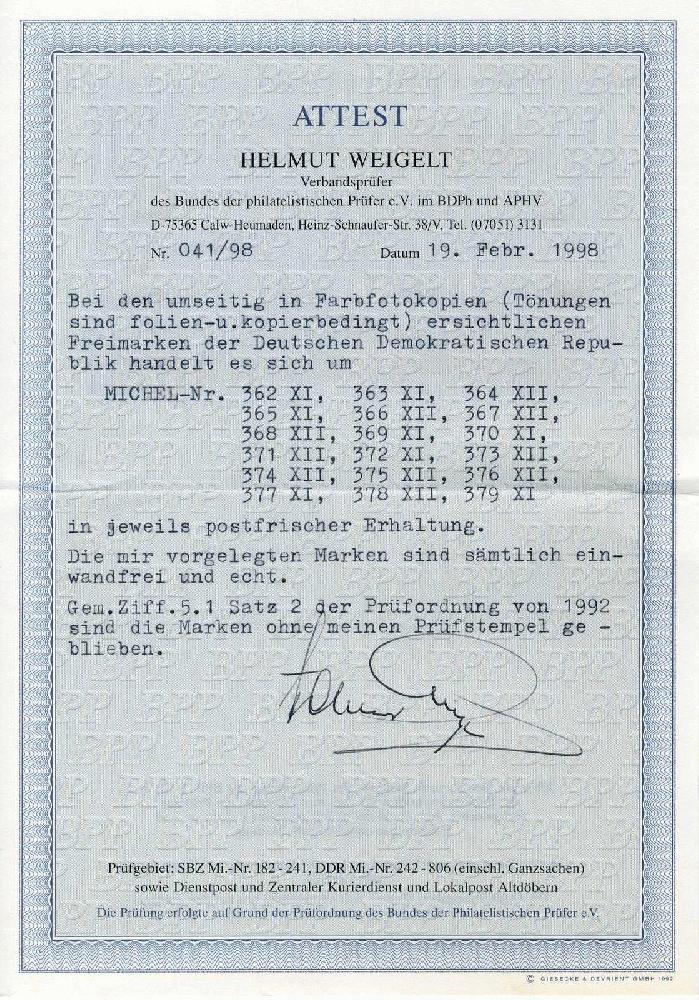 ATTEST
HELMUT WEIGELT
Verbandsprüfer
des Bundes der philatelistischen Prüfer e.V. im BDPh und APHV
D-75365 Calw-Heumaden, Heinz-Schnaufer-Str. 38/V, Tel. (07051) 3131
Nr. 041/98 Datum 19. Febr. 1998
Bei den umseitig in Farbfotokopien (Tönungen
sind folien-u.kopierbedingt) ersichtlichen
Freimarken der Deutschen Demokratischen Repu-
blik handelt es sich um
MICHEL-Nr. 362 XI, 363 XI, 364 XII,
365 XI, 366 XII, 367 XII,
368 XII, 369 XI, 370 XI,
371 XII, 372 XI, 373 XII,
374 XII, 375 XII, 376 XII,
377 XI, 378 XII, 379 XI
in jeweils postfrischer Erhaltung.
Die mir vorgelegten Marken sind sämtlich ein-
wandfrei und echt.
Gem.Ziff.5.1 Satz 2 der Prüfordnung von 1992
sind die Marken ohne meinen Prüfstempel ge -
blieben.
Prüfgebiet: SBZ Mi.-Nr. 182 - 241, DDR Mi.-Nr. 242 - 806 (einschl. Ganzsachen)
sowie Dienstpost und Zentraler Kurierdienst und Lokalpost Altdöbern
Die Prüfung erfolgte auf Grund der Prüfordnung des Bundes der Philatelistischen Prüfer e.V.
© GIESECKE & DEVRIENT GMBH 1992